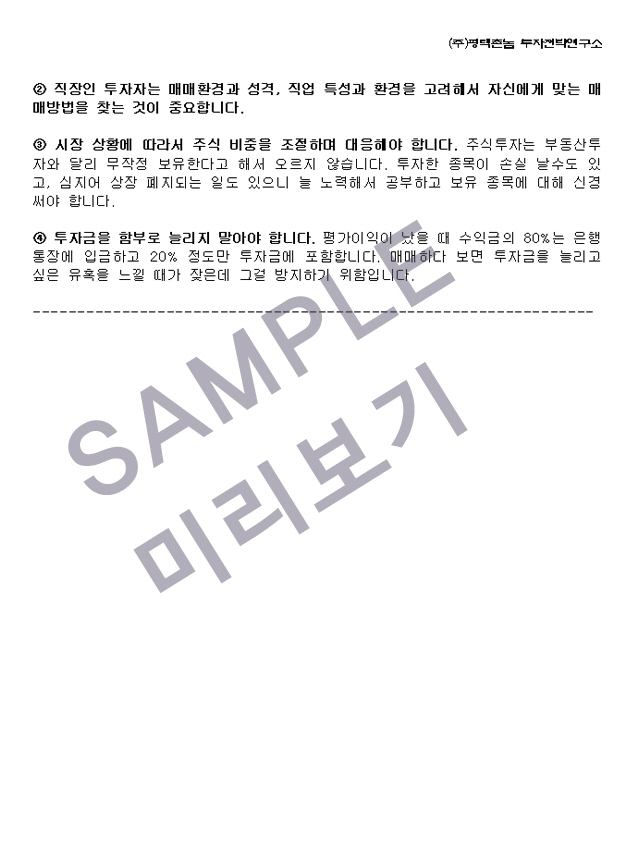 (주)평택촌놈 투자전략연구소
② 직장인 투자자는 매매환경과 성격, 직업 특성과 환경을 고려해서 자신에게 맞는 매
매방법을 찾는 것이 중요합니다.
③ 시장 상황에 따라서 주식 비중을 조절하며 대응해야 합니다. 주식투자는 부동산투
자와 달리 무작정 보유한다고 해서 오르지 않습니다. 투자한 종목이 손실 날수도 있
고, 심지어 상장 폐지되는 일도 있으니 늘 노력해서 공부하고 보유 종목에 대해 신경
써야 합니다.
④ 투자금을 함부로 늘리지 말아야 합니다. 평가이익이 났을 때 수익금의 80%는 은행
통장에 입금하고 20% 정도만 투자금에 포함합니다. 매매하다 보면 투자금을 늘리고
싶은 유혹을 느낄 때가 잦은데 그걸 방지하기 위함입니다.
SAMPLE
미리보기